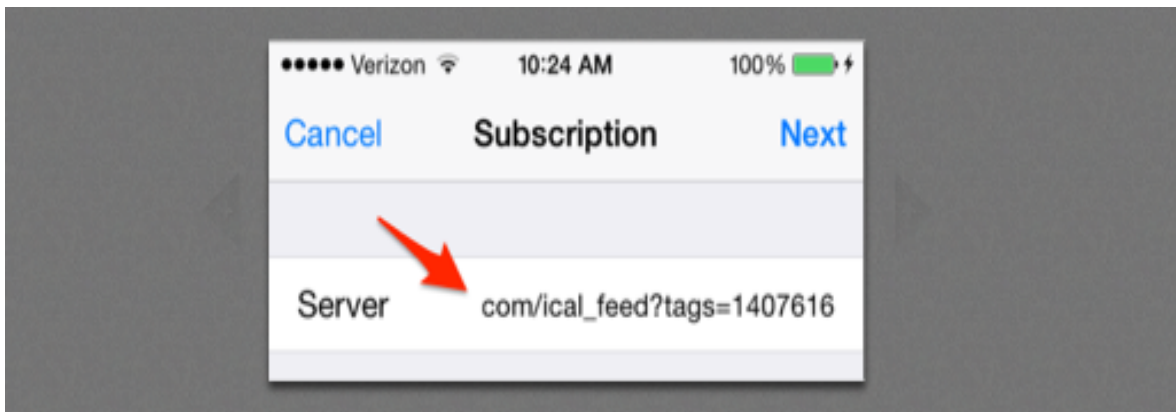 Verizon 10:24 AM 100%
Cancel Subscription Next
Server com/ical_feed?tags=1407616